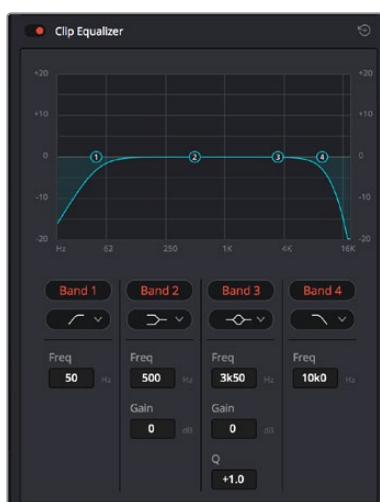 Clip Equalizer
+20 +20
+10 +10
0 0
-10 -10
-20 -20
Hz 62 250 1K 4K 16K
1 2 3 4
Band 1 Band 2 Band 3 Band 4
Freq Freq Freq Freq
50 Hz 500 Hz 3k50 Hz 10k0 Hz
Gain Gain
0 dB 0 dB
Q
+1.0